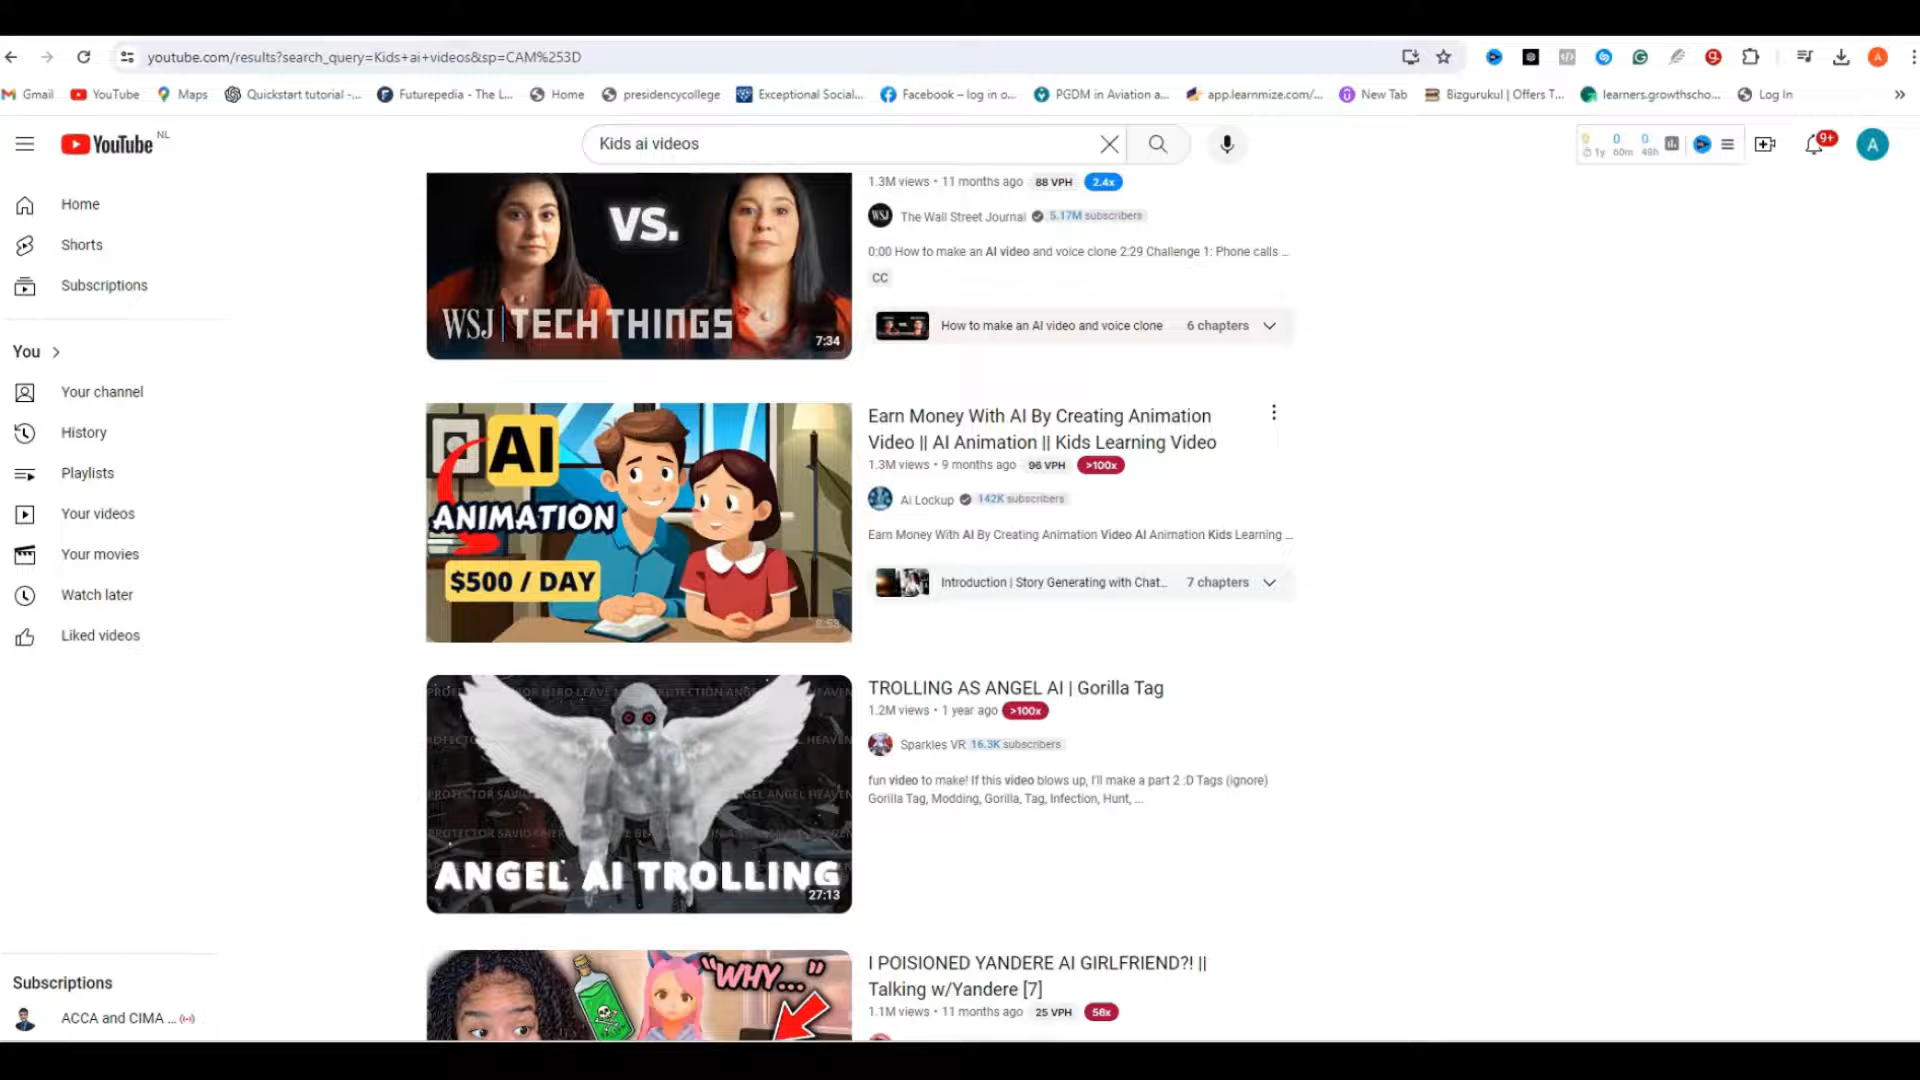 youtube.com/results?search_query=Kids+ai+videos&sp=CAM%253D
Gmail
YouTube
Maps
Quickstart tutorial -...
Futurepedia - The L...
Home
presidencycollege
Exceptional Social...
Facebook – log in o...
PGDM in Aviation a...
app.learnmize.com/...
New Tab
Bizgurukul | Offers T...
learners.growthscho...
Log In
YouTube NL
Kids ai videos
0 0 0
1y 60m 48h
9+
A
Home
Shorts
Subscriptions
You
Your channel
History
Playlists
Your videos
Your movies
Watch later
Liked videos
Subscriptions
ACCA and CIMA ...
VS.
WSJ | TECH THINGS
7:34
1.3M views • 11 months ago 88 VPH 2.4x
WSJ The Wall Street Journal 5.17M subscribers
0:00 How to make an AI video and voice clone 2:29 Challenge 1: Phone calls ...
CC
How to make an AI video and voice clone 6 chapters
AI
ANIMATION
$500 / DAY
8:53
Earn Money With AI By Creating Animation
Video || AI Animation || Kids Learning Video
1.3M views • 9 months ago 96 VPH >100x
Ai Lockup 142K subscribers
Earn Money With AI By Creating Animation Video AI Animation Kids Learning ...
Introduction | Story Generating with Chat... 7 chapters
ANGEL AI TROLLING
27:13
TROLLING AS ANGEL AI | Gorilla Tag
1.2M views • 1 year ago >100x
Sparkles VR 16.3K subscribers
fun video to make! If this video blows up, I'll make a part 2 :D Tags (ignore)
Gorilla Tag, Modding, Gorilla, Tag, Infection, Hunt, ...
"WHY..."
I POISIONED YANDERE AI GIRLFRIEND?! ||
Talking w/Yandere [7]
1.1M views • 11 months ago 25 VPH 56x